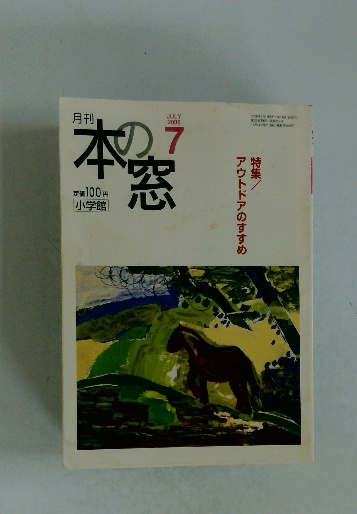 月刊
本の窓
JULY
2000
7
定価100円
小学館
特集／
アウトドアのすすめ